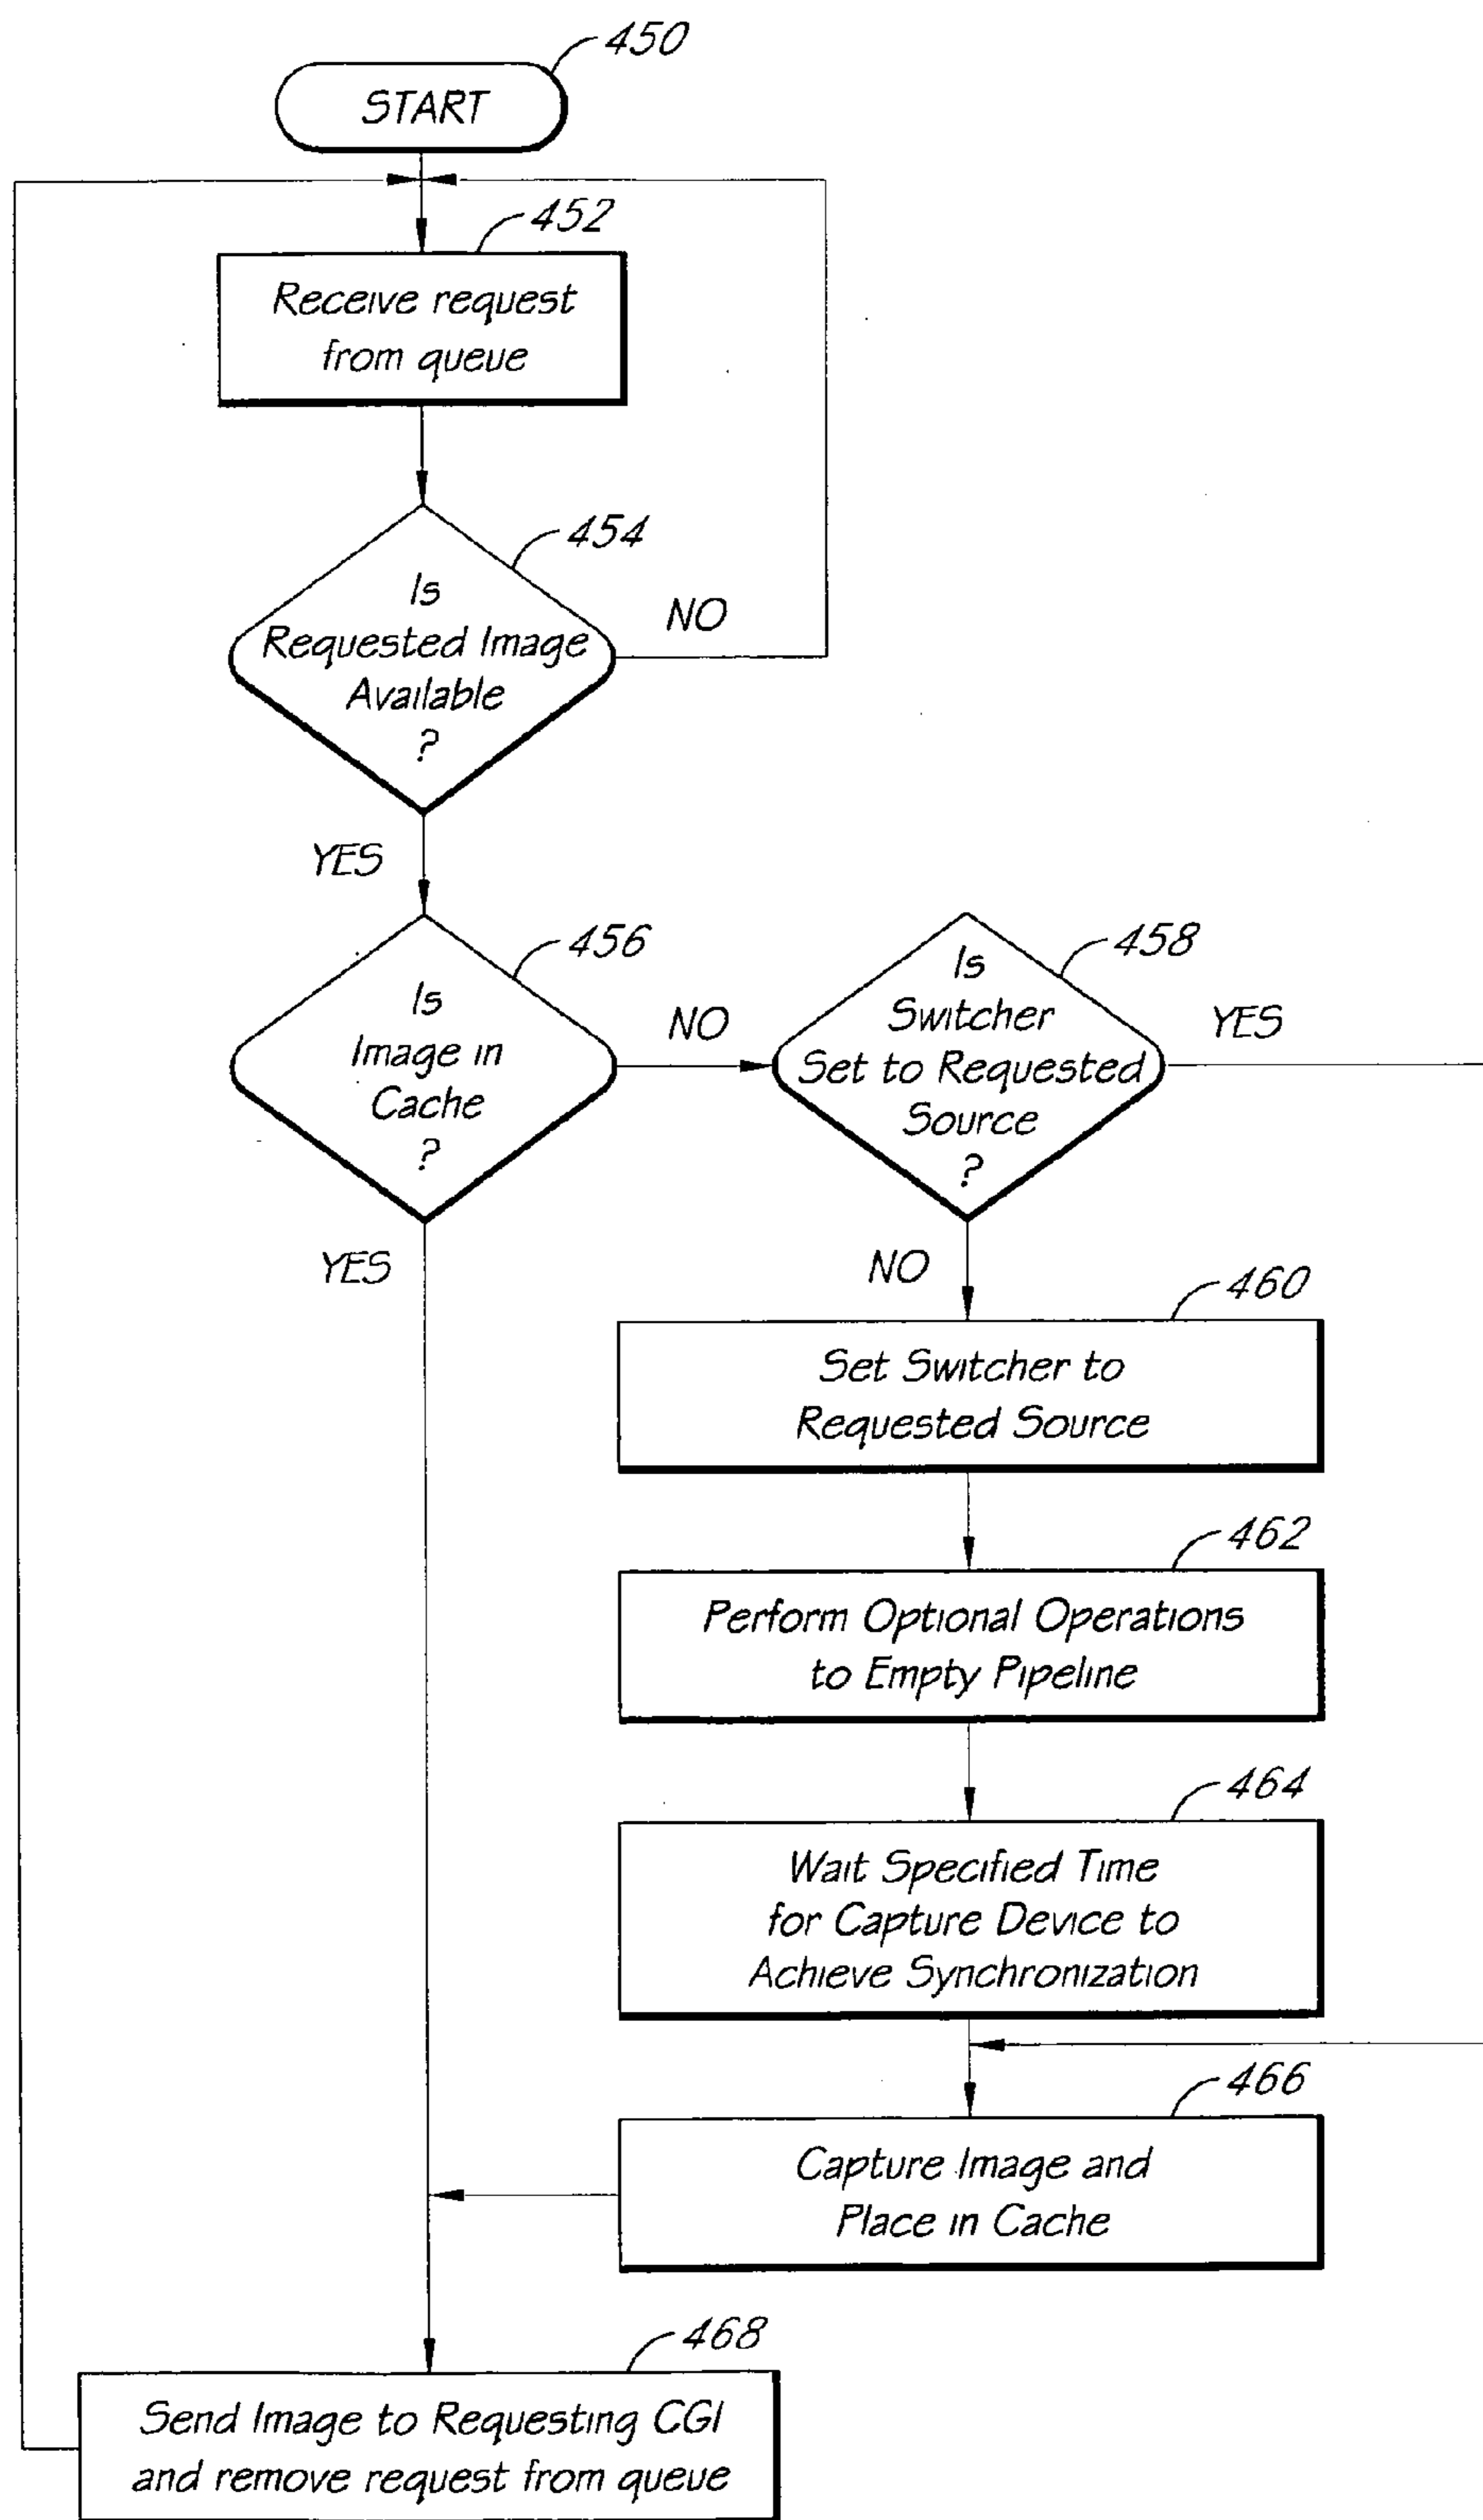 450
START
452
Receive request
from queue
454
Is
Requested Image
Available
?
NO
YES
456
Is
Image in
Cache
?
NO
YES
458
Is
Switcher
Set to Requested
Source
?
YES
NO
460
Set Switcher to
Requested Source
462
Perform Optional Operations
to Empty Pipeline
464
Wait Specified Time
for Capture Device to
Achieve Synchronization
466
Capture Image and
Place in Cache
468
Send Image to Requesting CGI
and remove request from queue